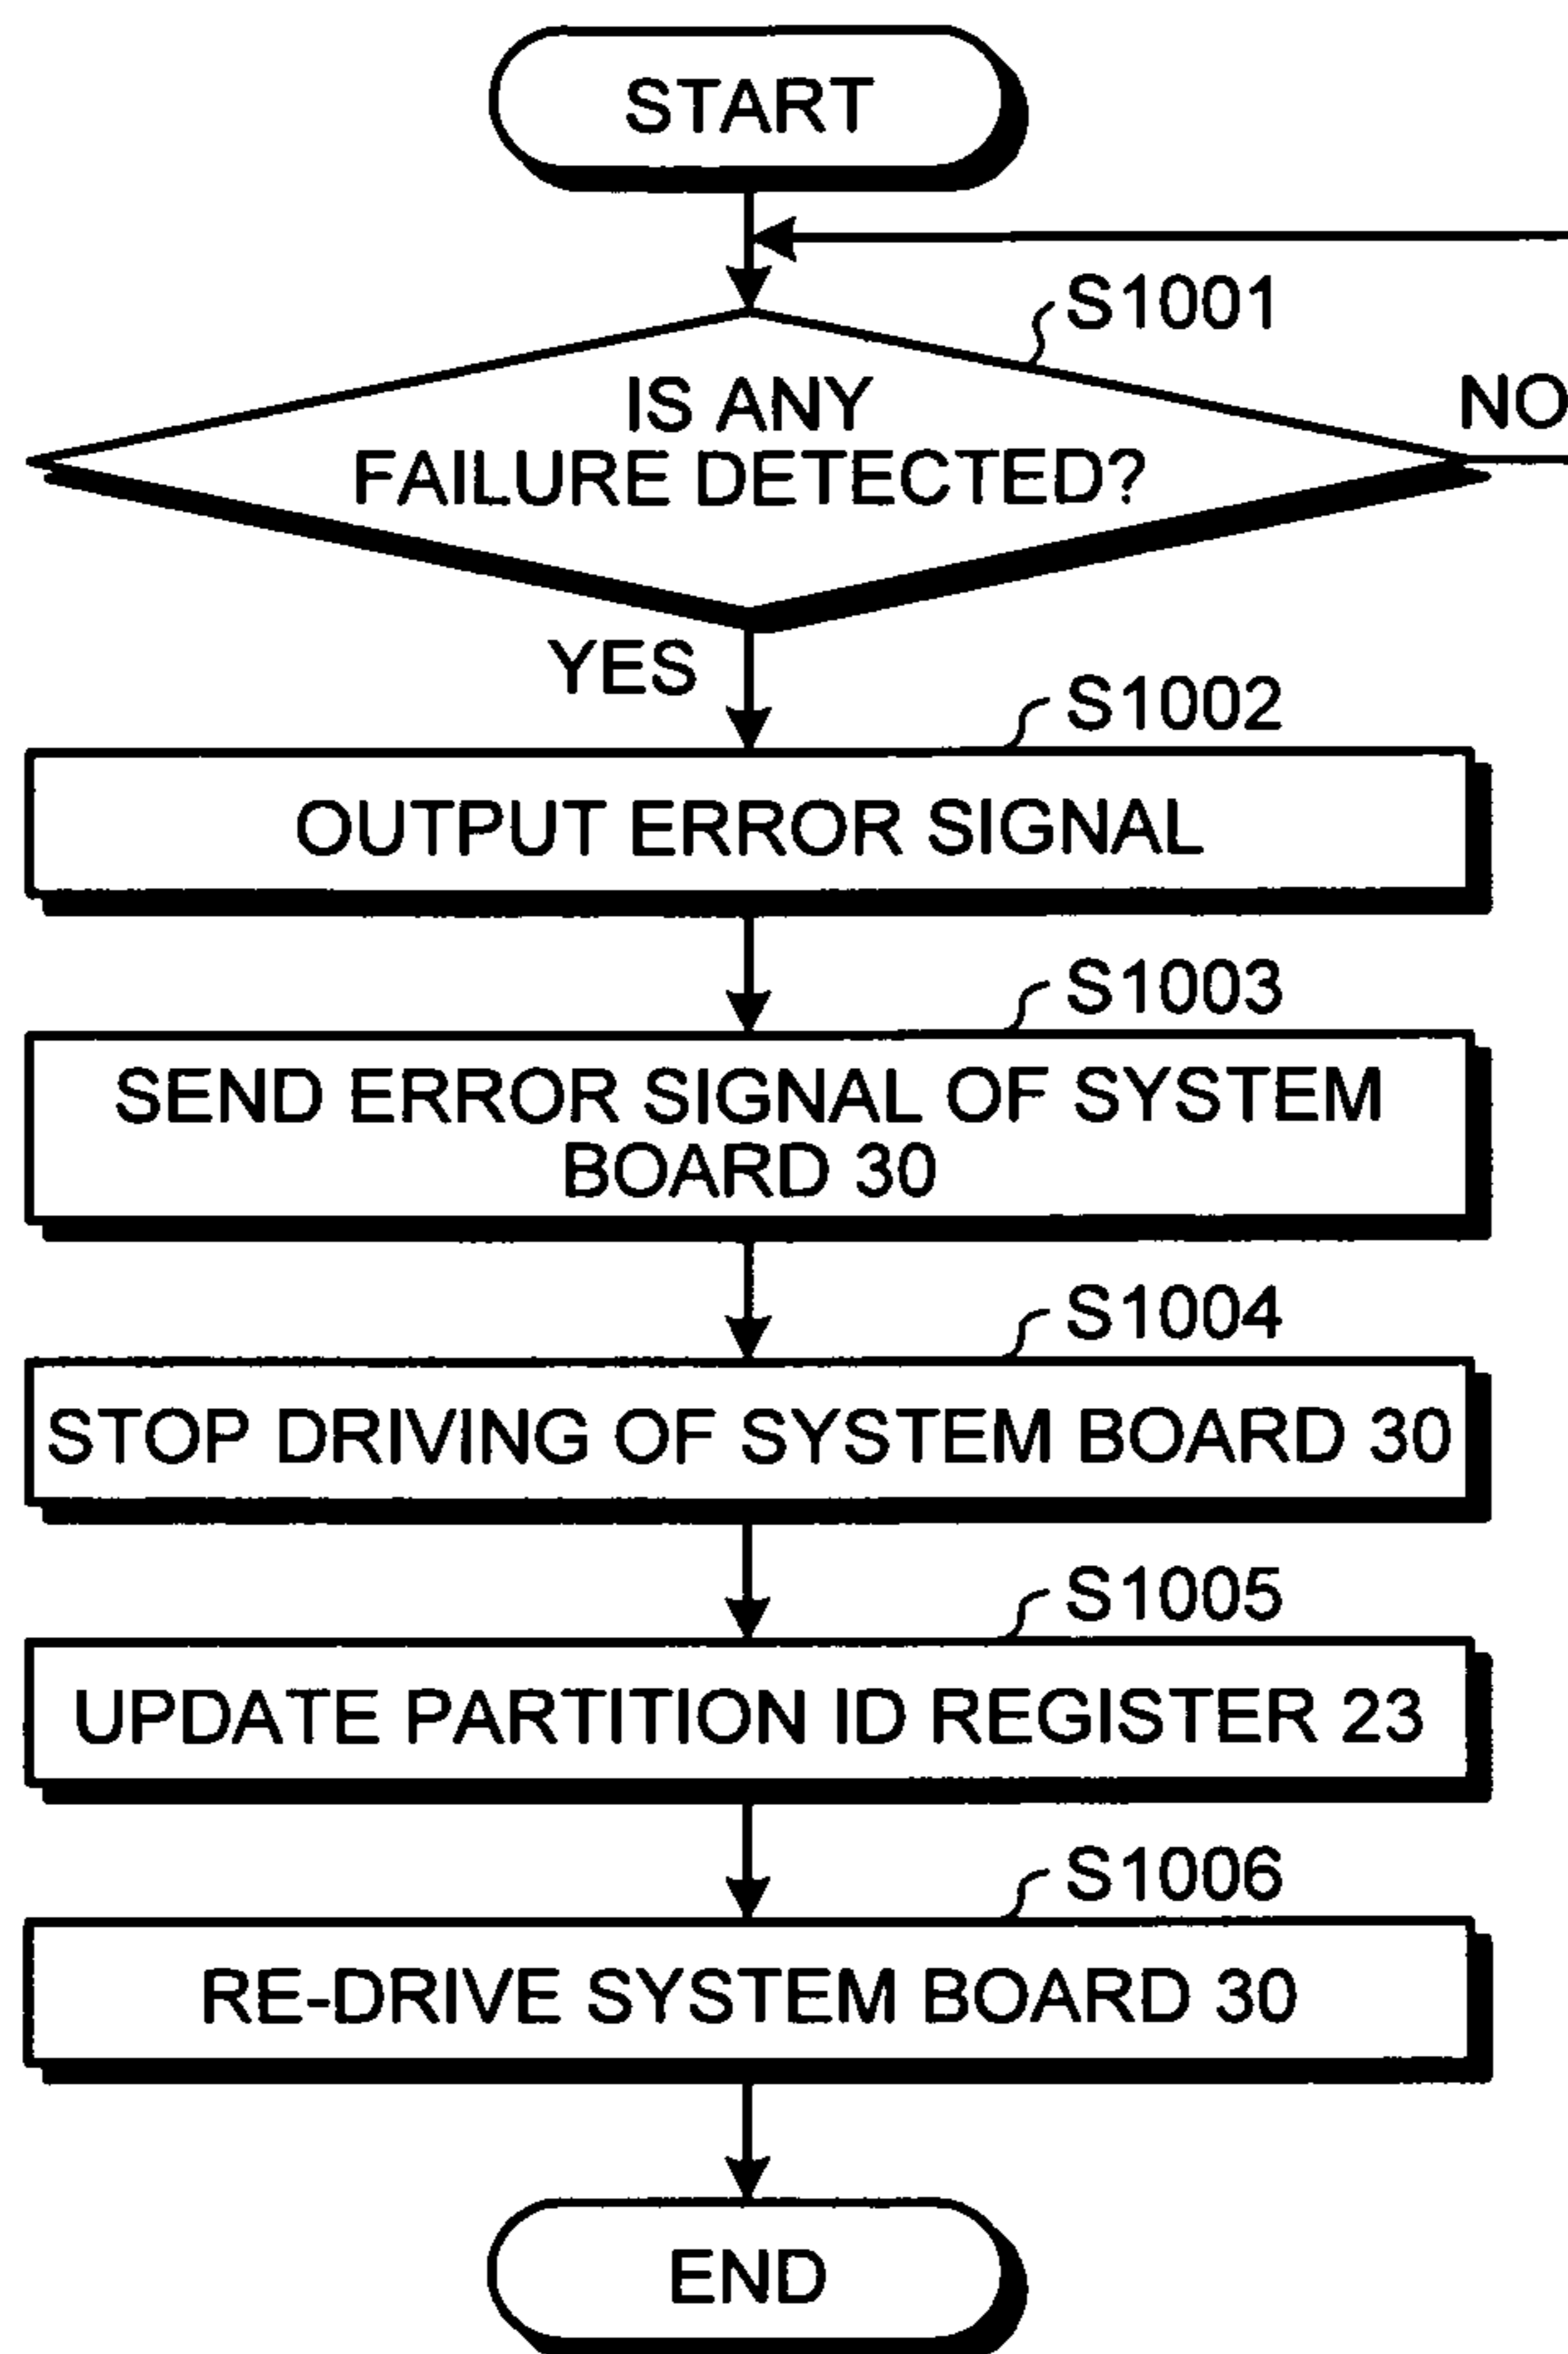 START
S1001
IS ANY
FAILURE DETECTED?
NO
YES
S1002
OUTPUT ERROR SIGNAL
S1003
SEND ERROR SIGNAL OF SYSTEM
BOARD 30
S1004
STOP DRIVING OF SYSTEM BOARD 30
S1005
UPDATE PARTITION ID REGISTER 23
S1006
RE-DRIVE SYSTEM BOARD 30
END